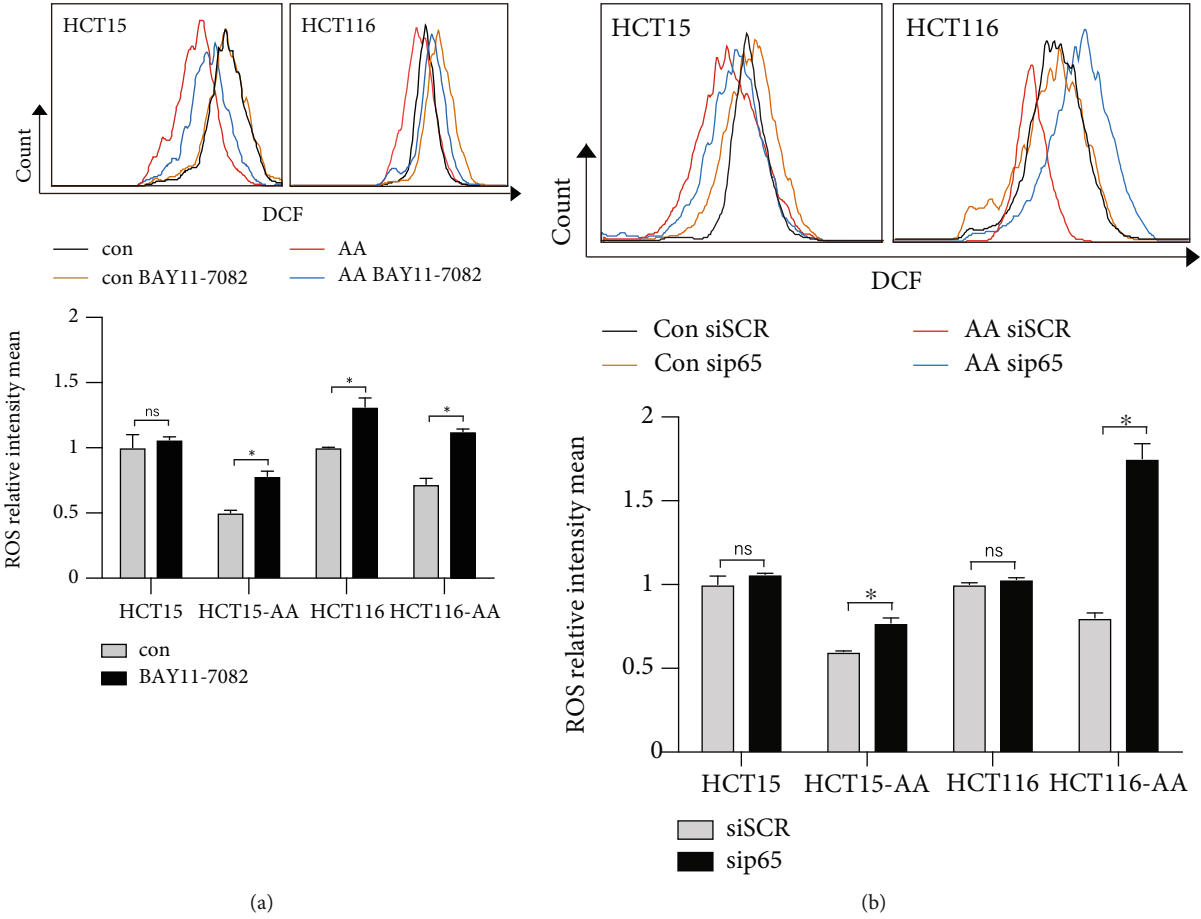 HCT15
HCT116
Count
DCF
con
AA
con BAY11-7082
AA BAY11-7082
ROS relative intensity mean
2
1.5
1
0.5
0
ns
*
*
*
HCT15
HCT15-AA
HCT116
HCT116-AA
con
BAY11-7082
(a)
HCT15
HCT116
Count
DCF
Con siSCR
AA siSCR
Con sip65
AA sip65
ROS relative intensity mean
2
1.5
1
0.5
0
ns
*
ns
*
HCT15
HCT15-AA
HCT116
HCT116-AA
siSCR
sip65
(b)